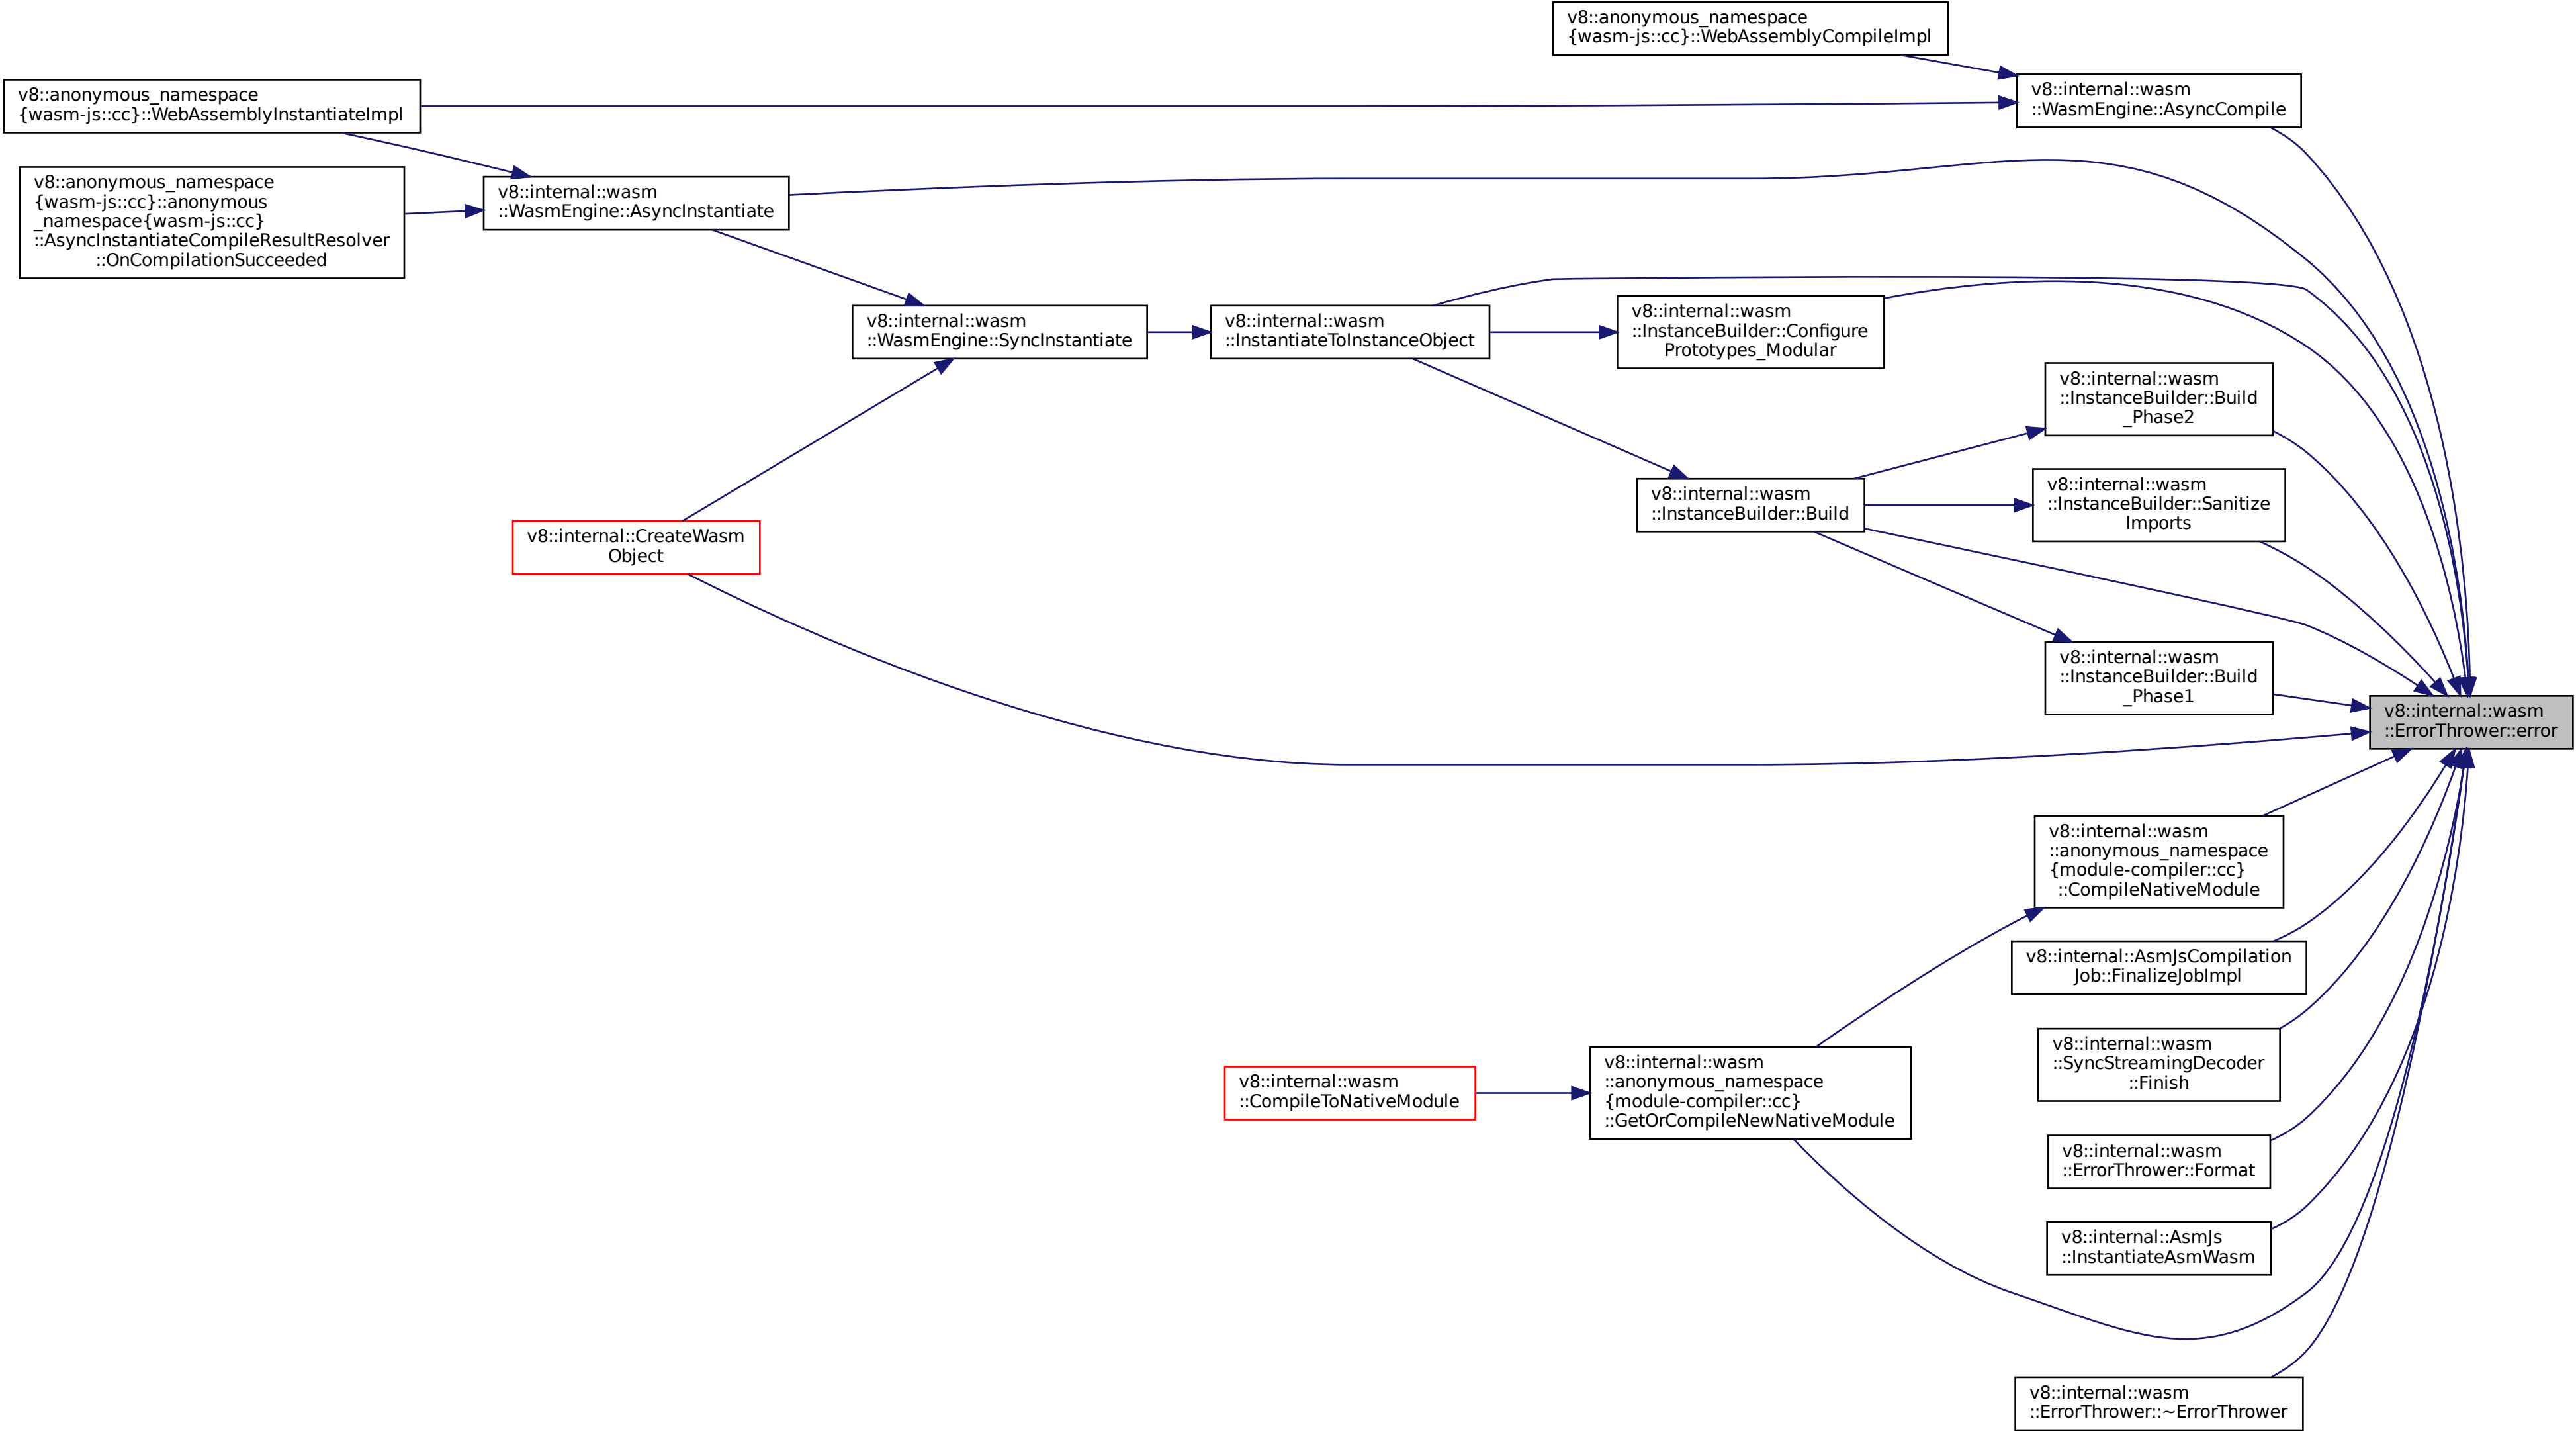 v8::anonymous_namespace
{wasm-js::cc}::WebAssemblyCompileImpl
v8::internal::wasm
::WasmEngine::AsyncCompile
v8::anonymous_namespace
{wasm-js::cc}::WebAssemblyInstantiateImpl
v8::anonymous_namespace
{wasm-js::cc}::anonymous
_namespace{wasm-js::cc}
::AsyncInstantiateCompileResultResolver
::OnCompilationSucceeded
v8::internal::wasm
::WasmEngine::AsyncInstantiate
v8::internal::wasm
::WasmEngine::SyncInstantiate
v8::internal::wasm
::InstantiateToInstanceObject
v8::internal::wasm
::InstanceBuilder::Configure
Prototypes_Modular
v8::internal::wasm
::InstanceBuilder::Build
_Phase2
v8::internal::wasm
::InstanceBuilder::Sanitize
Imports
v8::internal::wasm
::InstanceBuilder::Build
v8::internal::CreateWasm
Object
v8::internal::wasm
::InstanceBuilder::Build
_Phase1
v8::internal::wasm
::ErrorThrower::error
v8::internal::wasm
::anonymous_namespace
{module-compiler::cc}
::CompileNativeModule
v8::internal::AsmJsCompilation
Job::FinalizeJobImpl
v8::internal::wasm
::SyncStreamingDecoder
::Finish
v8::internal::wasm
::CompileToNativeModule
v8::internal::wasm
::anonymous_namespace
{module-compiler::cc}
::GetOrCompileNewNativeModule
v8::internal::wasm
::ErrorThrower::Format
v8::internal::AsmJs
::InstantiateAsmWasm
v8::internal::wasm
::ErrorThrower::~ErrorThrower